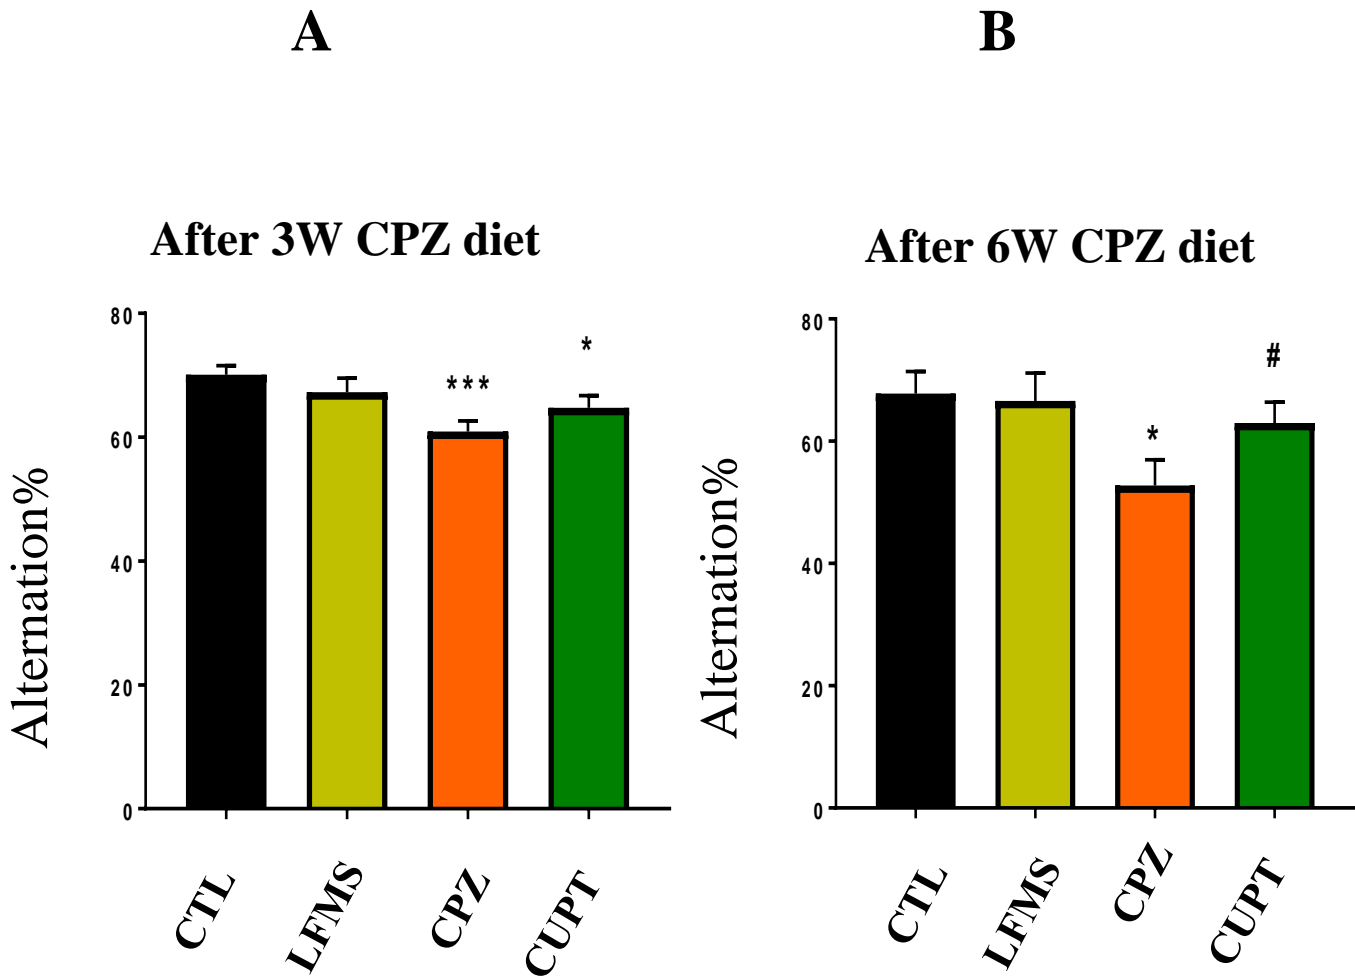 A
B
After 3W CPZ diet
After 6W CPZ diet
Alternation%
80
60
40
20
0
***
*
CTL
LFMS
CPZ
CUPT
Alternation%
80
60
40
20
0
*
#
CTL
LFMS
CPZ
CUPT